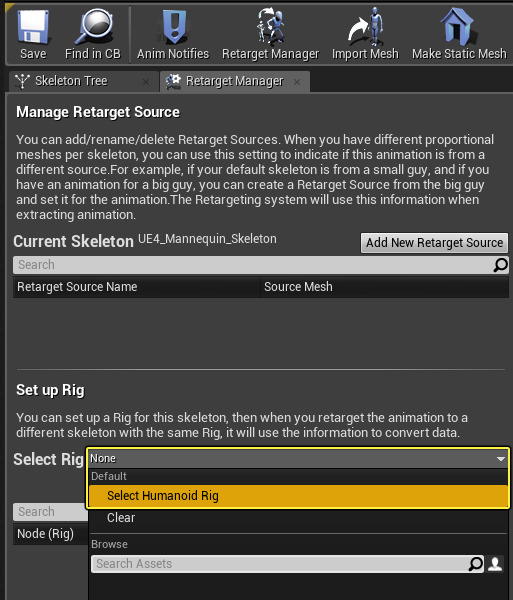 Save
Find in CB
Anim Notifies
Retarget Manager
Import Mesh
Make Static Mesh
Skeleton Tree
Retarget Manager
Manage Retarget Source
You can add/rename/delete Retarget Sources. When you have different proportional
meshes per skeleton, you can use this setting to indicate if this animation is from a
different source.For example, if your default skeleton is from a small guy, and if you
have an animation for a big guy, you can create a Retarget Source from the big guy
and set it for the animation.The Retargeting system will use this information when
extracting animation.
Current Skeleton UE4_Mannequin_Skeleton
Add New Retarget Source
Search
Retarget Source Name
Source Mesh
Set up Rig
You can set up a Rig for this skeleton, then when you retarget the animation to a
different skeleton with the same Rig, it will use the information to convert data.
Select Rig
None
Default
Select Humanoid Rig
Clear
Search
Node (Rig)
Browse
Search Assets